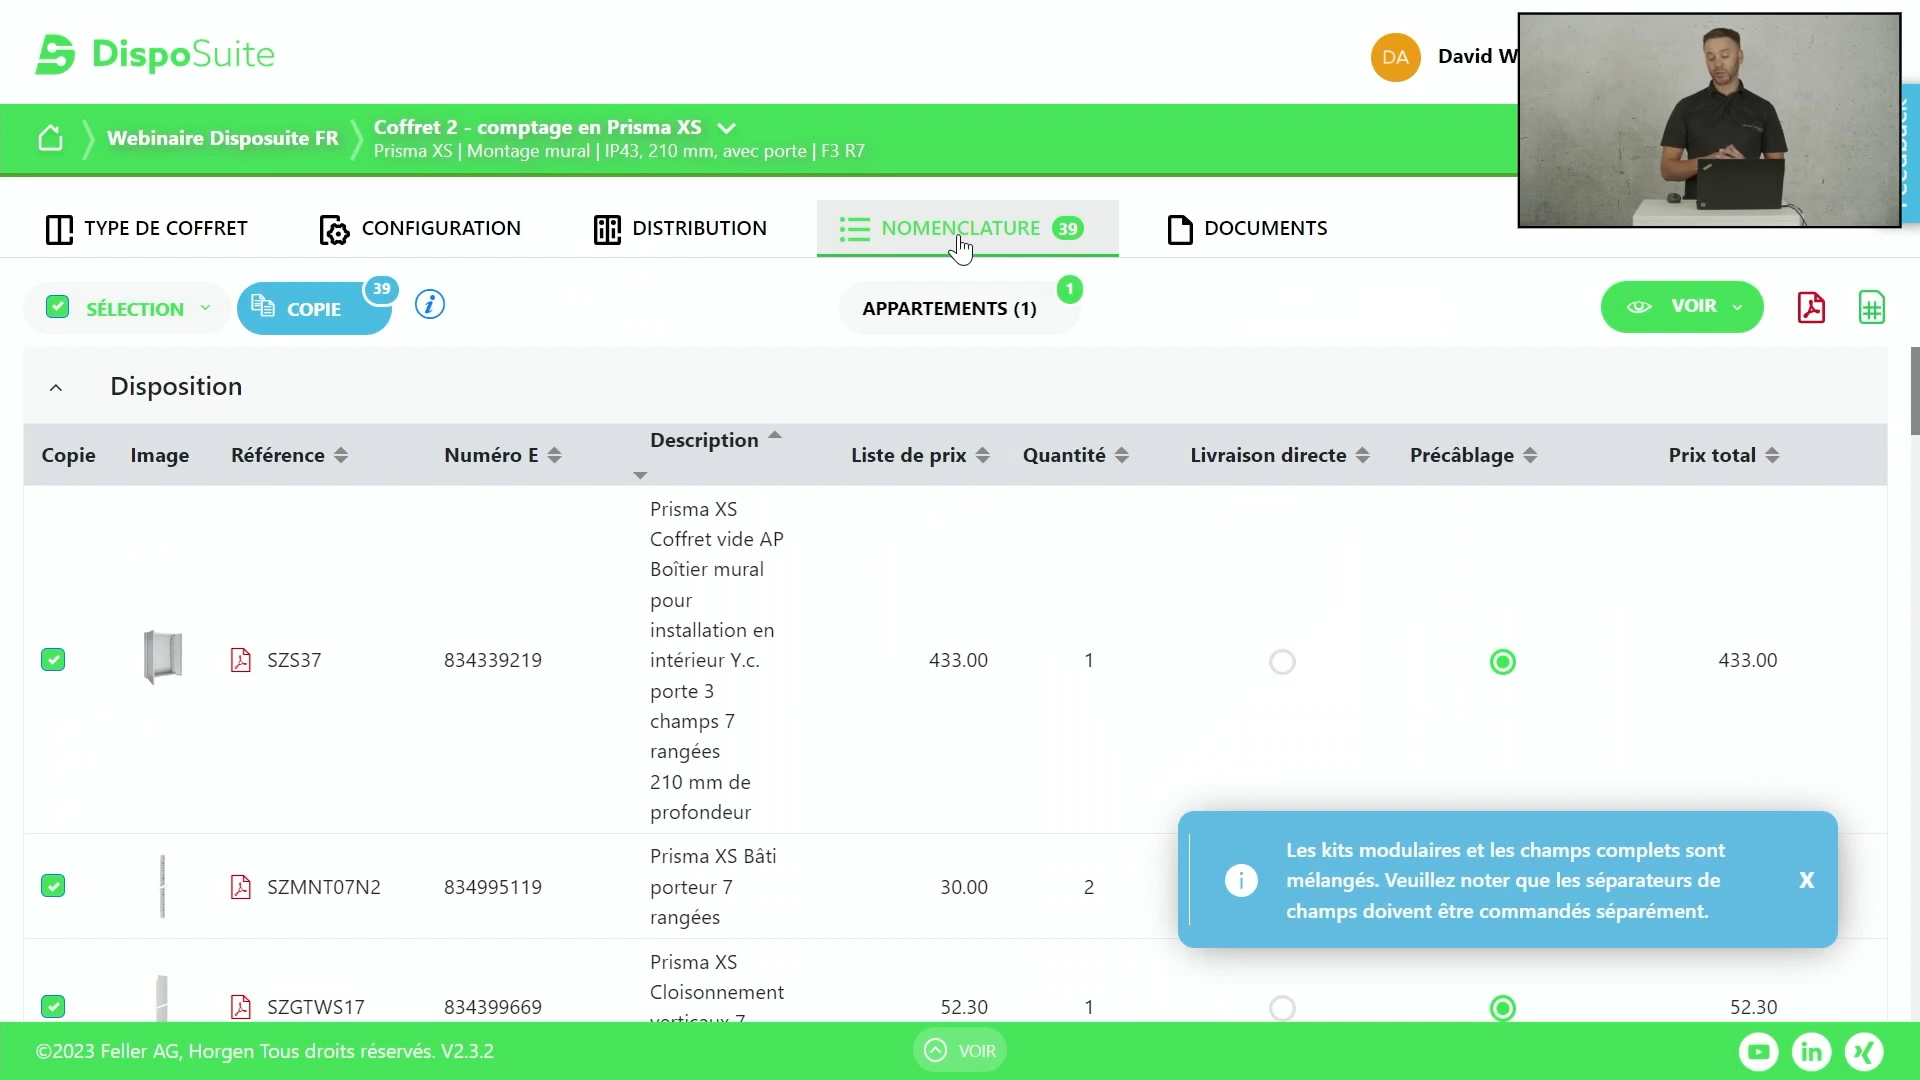 DispoSuite
DA
David W
Webinaire Disposuite FR
Coffret 2 - comptage en Prisma XS
Prisma XS | Montage mural | IP43, 210 mm, avec porte | F3 R7
TYPE DE COFFRET
CONFIGURATION
DISTRIBUTION
NOMENCLATURE 39
DOCUMENTS
SÉLECTION
COPIE
39
APPARTEMENTS (1)
1
VOIR
Disposition
Copie
Image
Référence
Numéro E
Description
Liste de prix
Quantité
Livraison directe
Précâblage
Prix total
SZS37
834339219
Prisma XS
Coffret vide AP
Boîtier mural
pour
installation en
intérieur Y.c.
porte 3
champs 7
rangées
210 mm de
profondeur
433.00
1
433.00
SZMNT07N2
834995119
Prisma XS Bâti
porteur 7
rangées
30.00
2
SZGTWS17
834399669
Prisma XS
Cloisonnement
verticaux 7
52.30
1
52.30
Les kits modulaires et les champs complets sont
mélangés. Veuillez noter que les séparateurs de
champs doivent être commandés séparément.
X
©2023 Feller AG, Horgen Tous droits réservés. V2.3.2
VOIR